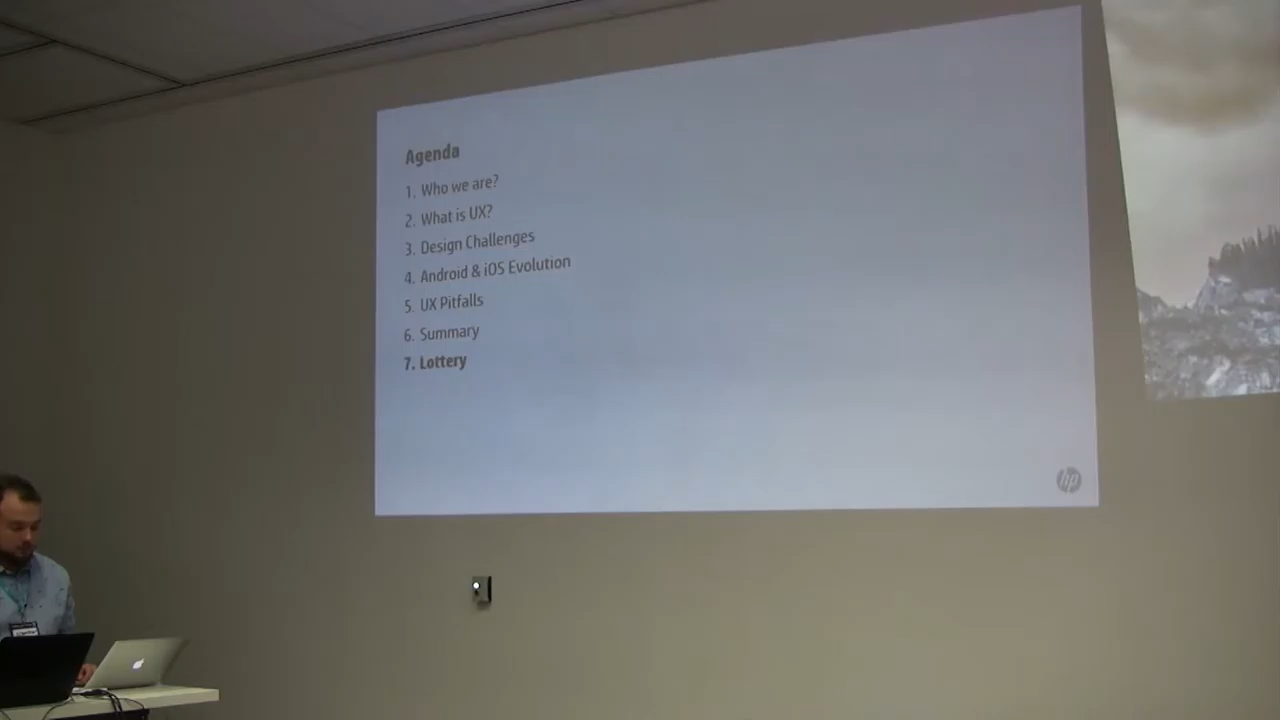 Agenda
1. Who we are?
2. What is UX?
3. Design Challenges
4. Android & iOS Evolution
5. UX Pitfalls
6. Summary
7. Lottery
hp